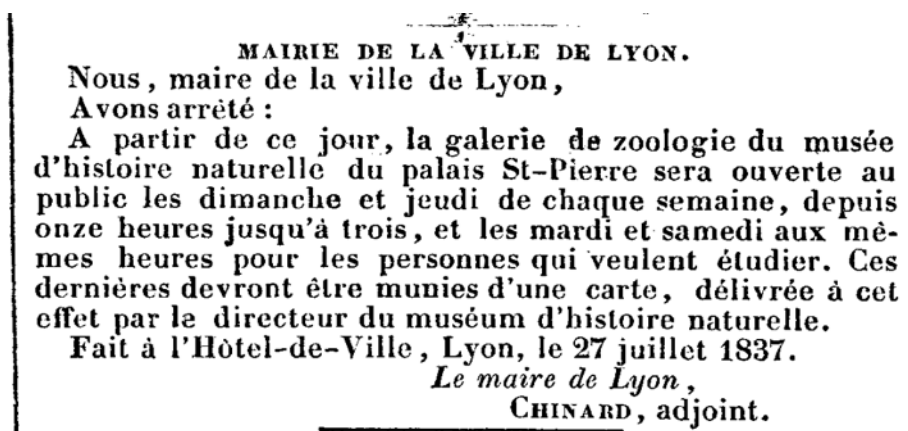 MAIRIE DE LA VILLE DE LYON.
Nous, maire de la ville de Lyon,
Avons arrêté :
A partir de ce jour, la galerie de zoologie du musée
d'histoire naturelle du palais St-Pierre sera ouverte au
public les dimanche et jeudi de chaque semaine, depuis
onze heures jusqu'à trois, et les mardi et samedi aux mê-
mes heures pour les personnes qui veulent étudier. Ces
dernières devront être munies d'une carte, délivrée à cet
effet par le directeur du muséum d'histoire naturelle.
Fait à l'Hôtel-de-Ville, Lyon, le 27 juillet 1837.
Le maire de Lyon,
CHINARD, adjoint.